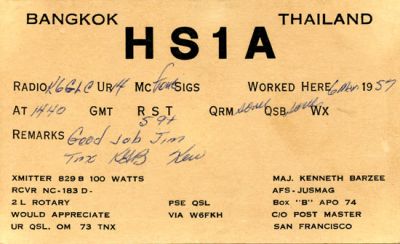 BANGKOK THAILAND
HS1A
RADIO K6GLC UR 14 MC fone SIGS WORKED HERE 6 Nov 1957
AT 1440 GMT R S T QRM QSB WX
59+
REMARKS Good Job Jim
Tnx Ken
XMITTER 829 B 100 WATTS
RCVR NC-183 D-
2 L ROTARY
WOULD APPRECIATE
UR QSL. OM 73 TNX
PSE QSL
VIA W6FKH
MAJ. KENNETH BARZEE
AFS-JUSMAG
BOX "B" APO 74
C/O POST MASTER
SAN FRANCISCO